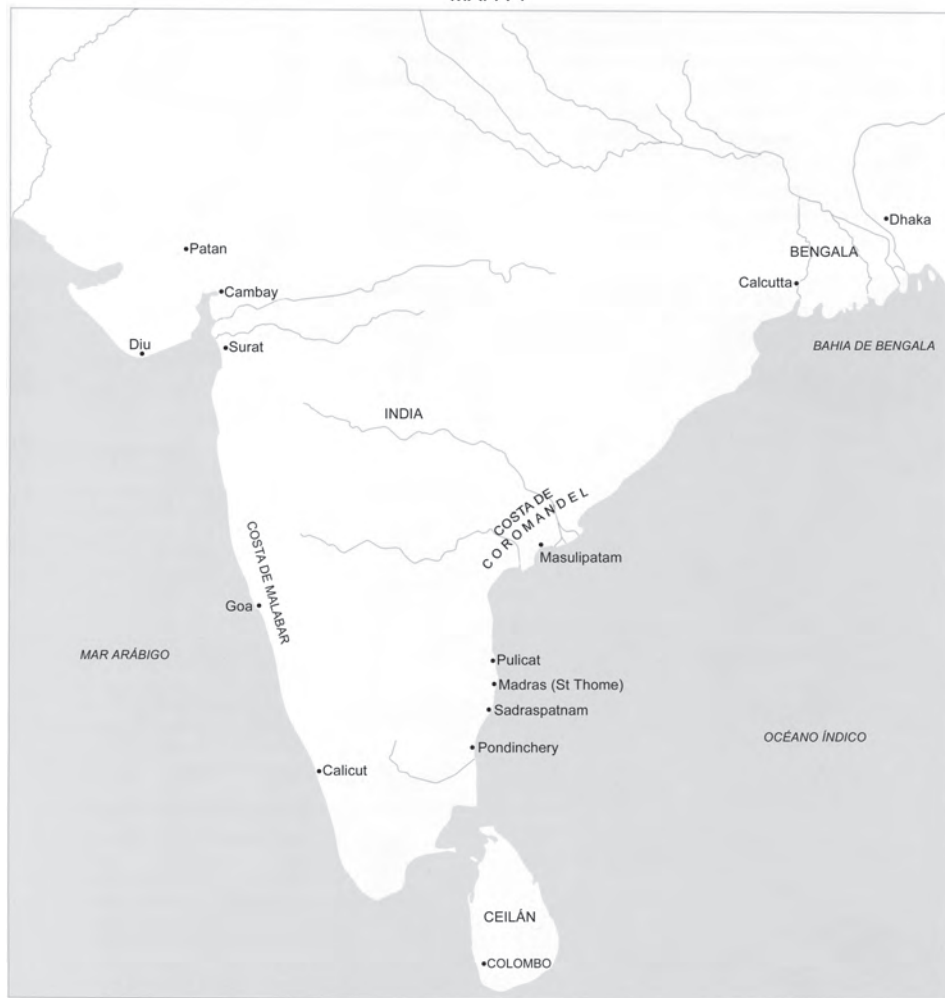 Dhaka
Patan
BENGALA
Calcutta
Cambay
Diu
Surat
BAHIA DE BENGALA
INDIA
COSTA DE
COROMANDEL
Masulipatam
COSTA DE MALABAR
Goa
MAR ARÁBIGO
Pulicat
Madras (St Thome)
Sadraspatnam
OCÉANO ÍNDICO
Pondinchery
Calicut
CEILÁN
COLOMBO